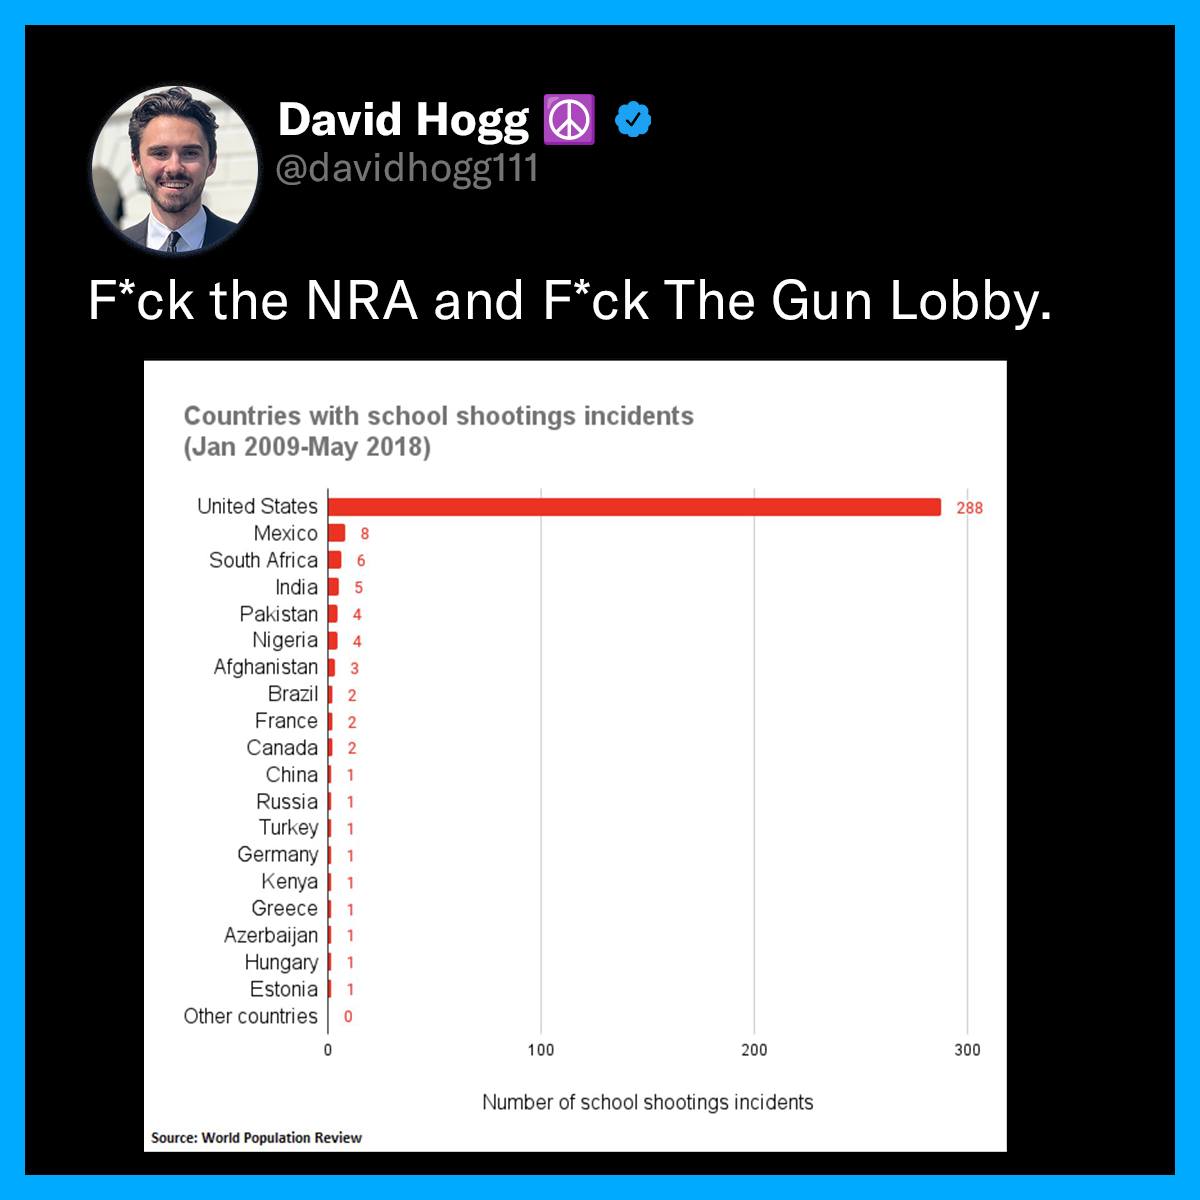 David Hogg ☮️
@davidhogg111
F*ck the NRA and F*ck The Gun Lobby.
Countries with school shootings incidents
(Jan 2009-May 2018)
United States 288
Mexico 8
South Africa 6
India 5
Pakistan 4
Nigeria 4
Afghanistan 3
Brazil 2
France 2
Canada 2
China 1
Russia 1
Turkey 1
Germany 1
Kenya 1
Greece 1
Azerbaijan 1
Hungary 1
Estonia 1
Other countries 0
0 100 200 300
Number of school shootings incidents
Source: World Population Review